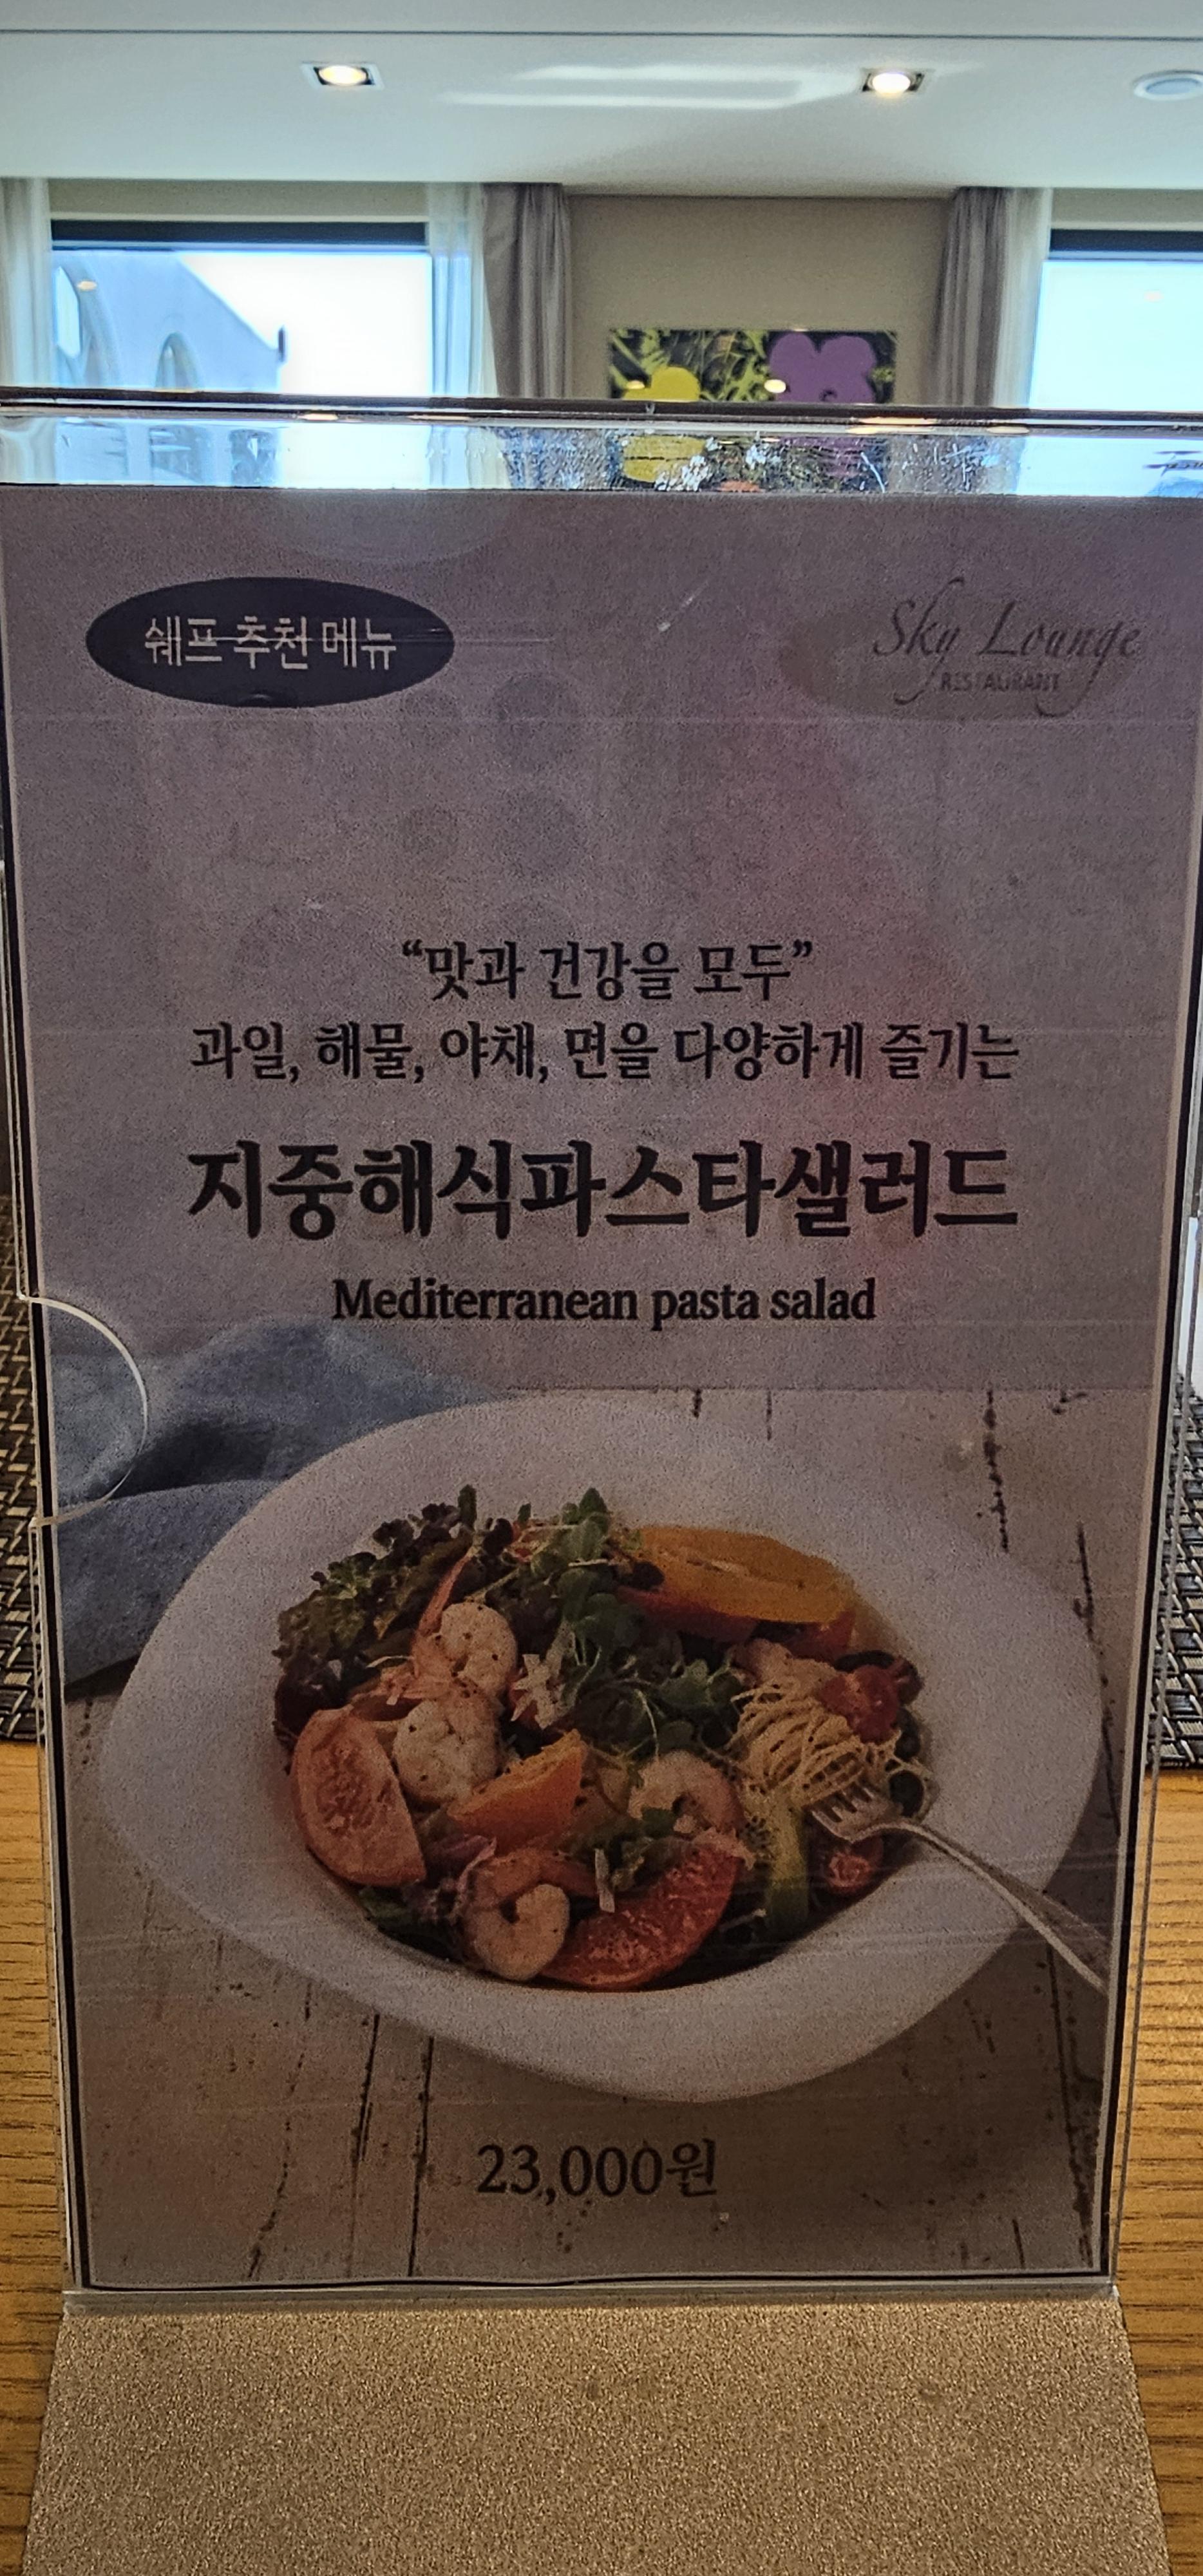 쉐프 추천 메뉴
Sky Lounge
RESTAURANT
“맛과 건강을 모두”
과일, 해물, 야채, 면을 다양하게 즐기는
지중해식파스타샐러드
Mediterranean pasta salad
23,000원